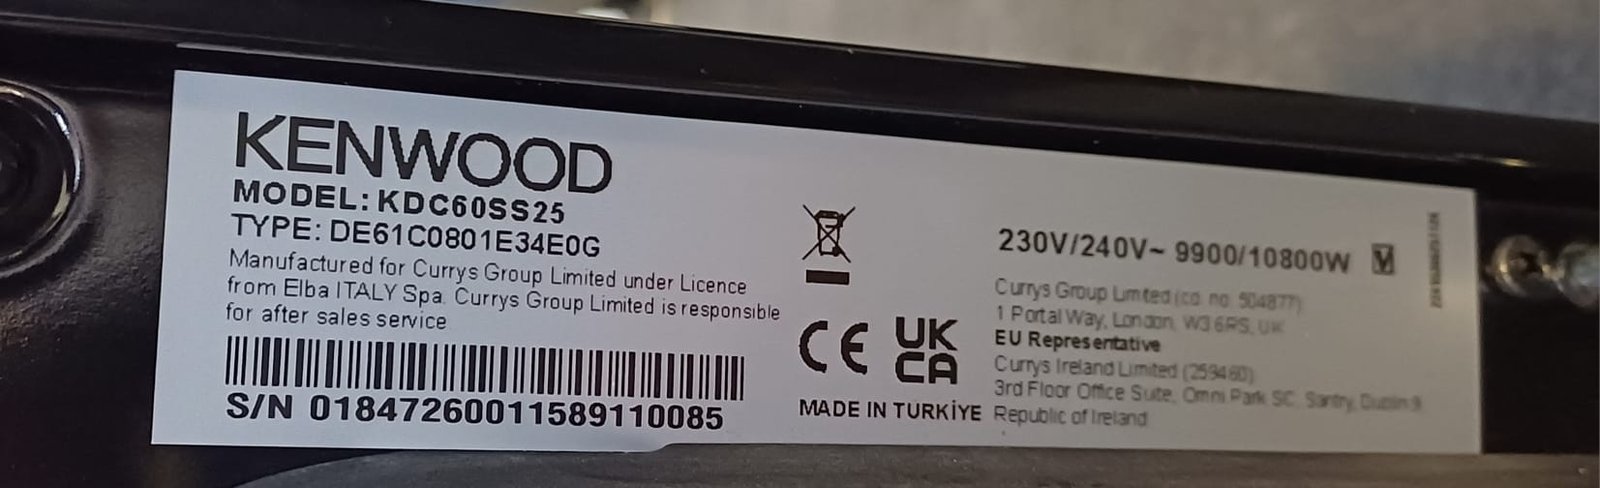 KENWOOD
MODEL: KDC60SS25
TYPE: DE61C0801E34E0G
Manufactured for Currys Group Limited under Licence
from Elba ITALY Spa. Currys Group Limited is responsible
for after sales service
S/N 01847260011589110085
CE
UK
CA
MADE IN TURKİYE
230V/240V~ 9900/10800W
Currys Group Limited (co. no. 504877)
1 Portal Way, London, W3 6RS, UK
EU Representative
Currys Ireland Limited (259460)
3rd Floor Office Suite, Omni Park SC, Santry, Dublin 9
Republic of Ireland